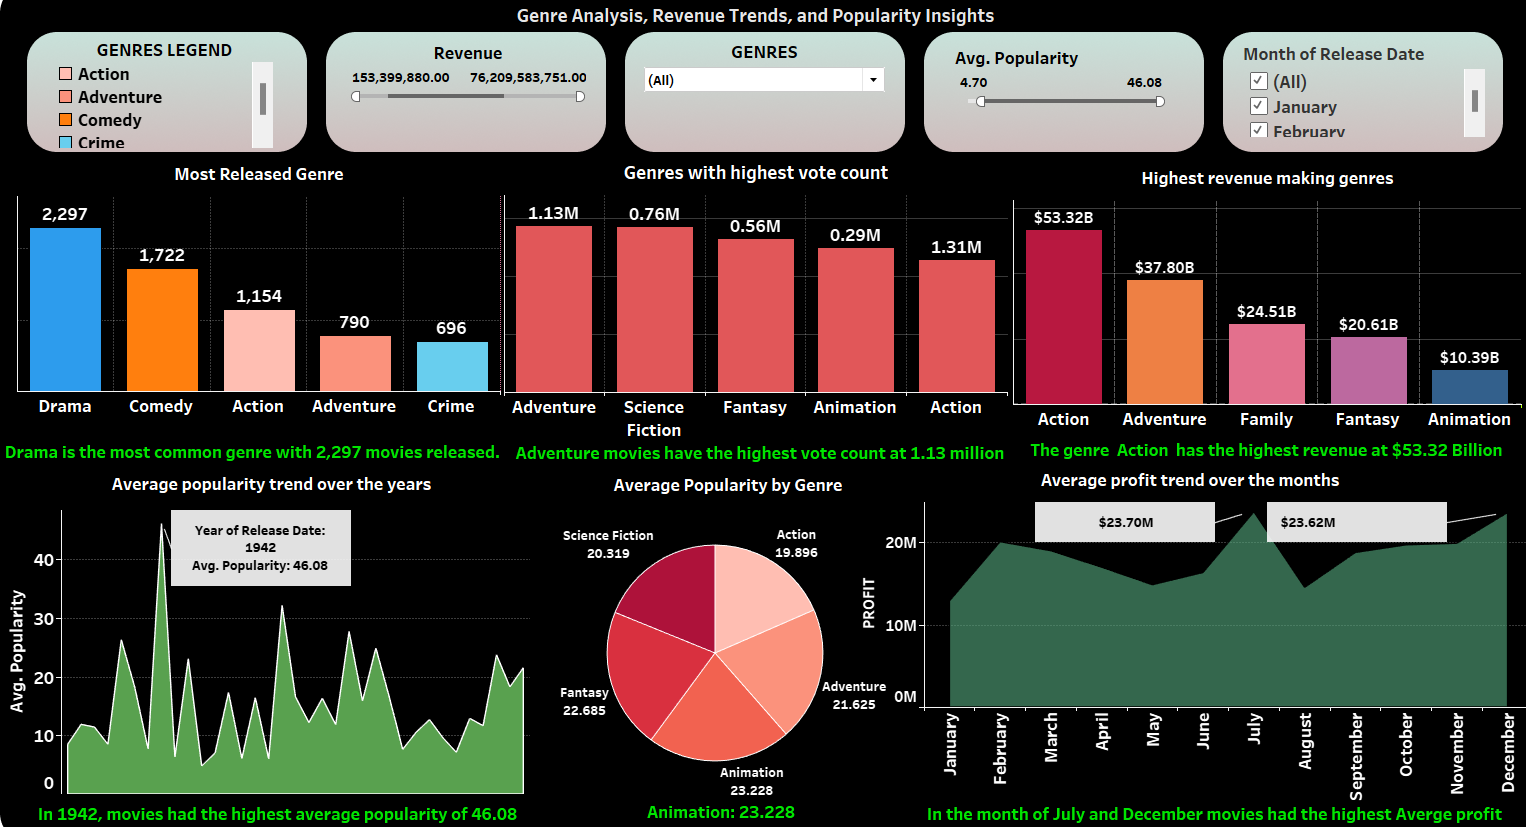 Genre Analysis, Revenue Trends, and Popularity Insights
GENRES LEGEND
Action
Adventure
Comedy
Crime
Revenue
153,399,880.00 76,209,583,751.00
GENRES
(All)
Avg. Popularity
4.70 46.08
Month of Release Date
(All)
January
February
Most Released Genre
2,297
1,722
1,154
790
696
Drama Comedy Action Adventure Crime
Drama is the most common genre with 2,297 movies released.
Genres with highest vote count
1.13M 0.76M 0.56M 0.29M 1.31M
Adventure Science Fantasy Animation Action
Fiction
Adventure movies have the highest vote count at 1.13 million
Highest revenue making genres
$53.32B
$37.80B
$24.51B
$20.61B
$10.39B
Action Adventure Family Fantasy Animation
The genre Action has the highest revenue at $53.32 Billion
Average popularity trend over the years
Avg. Popularity
40
30
20
10
0
Year of Release Date:
1942
Avg. Popularity: 46.08
In 1942, movies had the highest average popularity of 46.08
Average Popularity by Genre
Science Fiction
20.319
Action
19.896
Fantasy
22.685
Adventure
21.625
Animation
23.228
Animation: 23.228
Average profit trend over the months
$23.70M
$23.62M
PROFIT
20M
10M
0M
January
February
March
April
May
June
July
August
September
October
November
December
In the month of July and December movies had the highest Averge profit